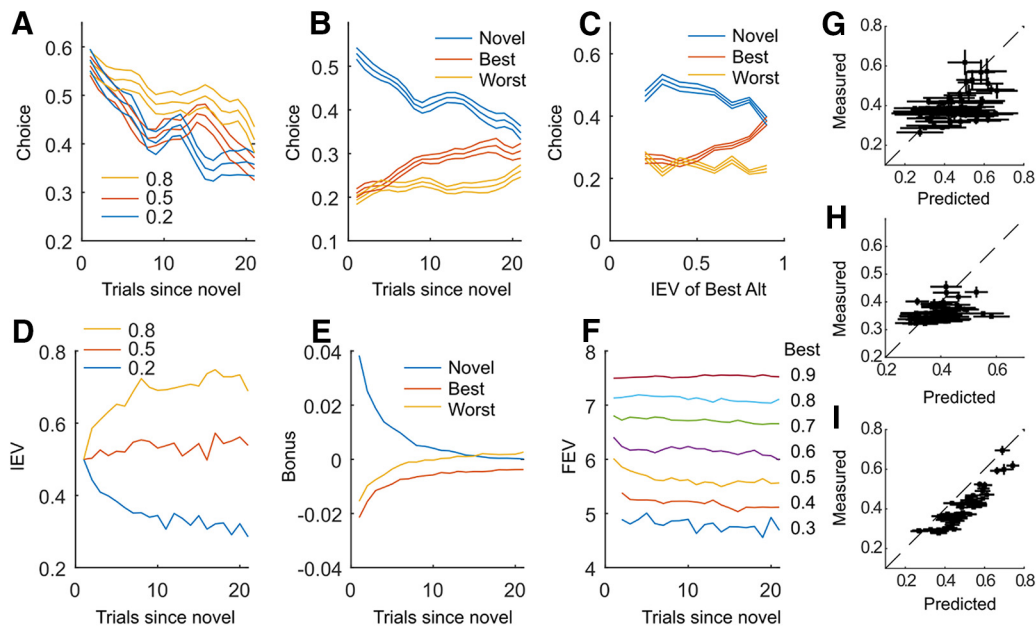 A
Choice
0.6
0.5
0.4
0.3
0.2
0.8
0.5
0.2
0
10
20
Trials since novel
B
Choice
0.5
0.4
0.3
0.2
0.1
Novel
Best
Worst
0
10
20
Trials since novel
C
Choice
0.6
0.4
0.2
0
Novel
Best
Worst
0
0.5
1
IEV of Best Alt
G
Measured
0.8
0.6
0.4
0.2
0.2 0.4 0.6 0.8
Predicted
H
Measured
0.6
0.5
0.4
0.3
0.2
0.2
0.4
0.6
Predicted
D
IEV
0.8
0.6
0.4
0.2
0.8
0.5
0.2
0
10
20
Trials since novel
E
Bonus
0.04
0.02
0
-0.02
-0.04
Novel
Best
Worst
0
10
20
Trials since novel
F
FEV
8
7
6
5
4
Best
0.9
0.8
0.7
0.6
0.5
0.4
0.3
0
10
20
Trials since novel
I
Measured
0.8
0.6
0.4
0.2
0.2 0.4 0.6 0.8
Predicted